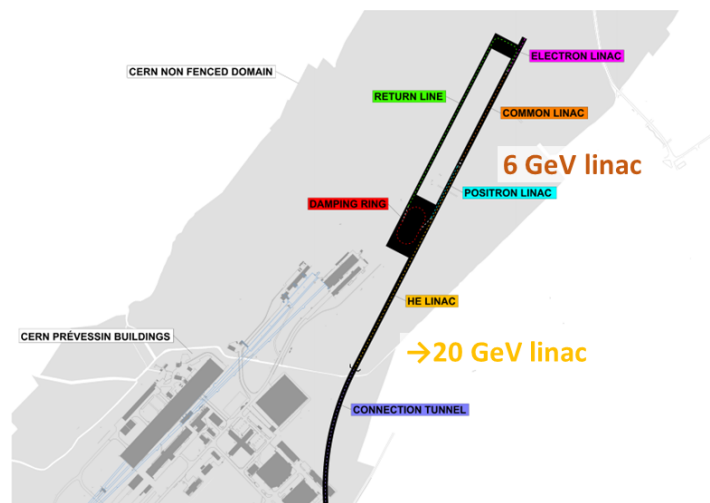 ELECTRON LINAC
CERN NON FENCED DOMAIN
RETURN LINE
COMMON LINAC
6 GeV linac
POSITRON LINAC
DAMPING RING
HE LINAC
CERN PRÉVESSIN BUILDINGS
→20 GeV linac
CONNECTION TUNNEL